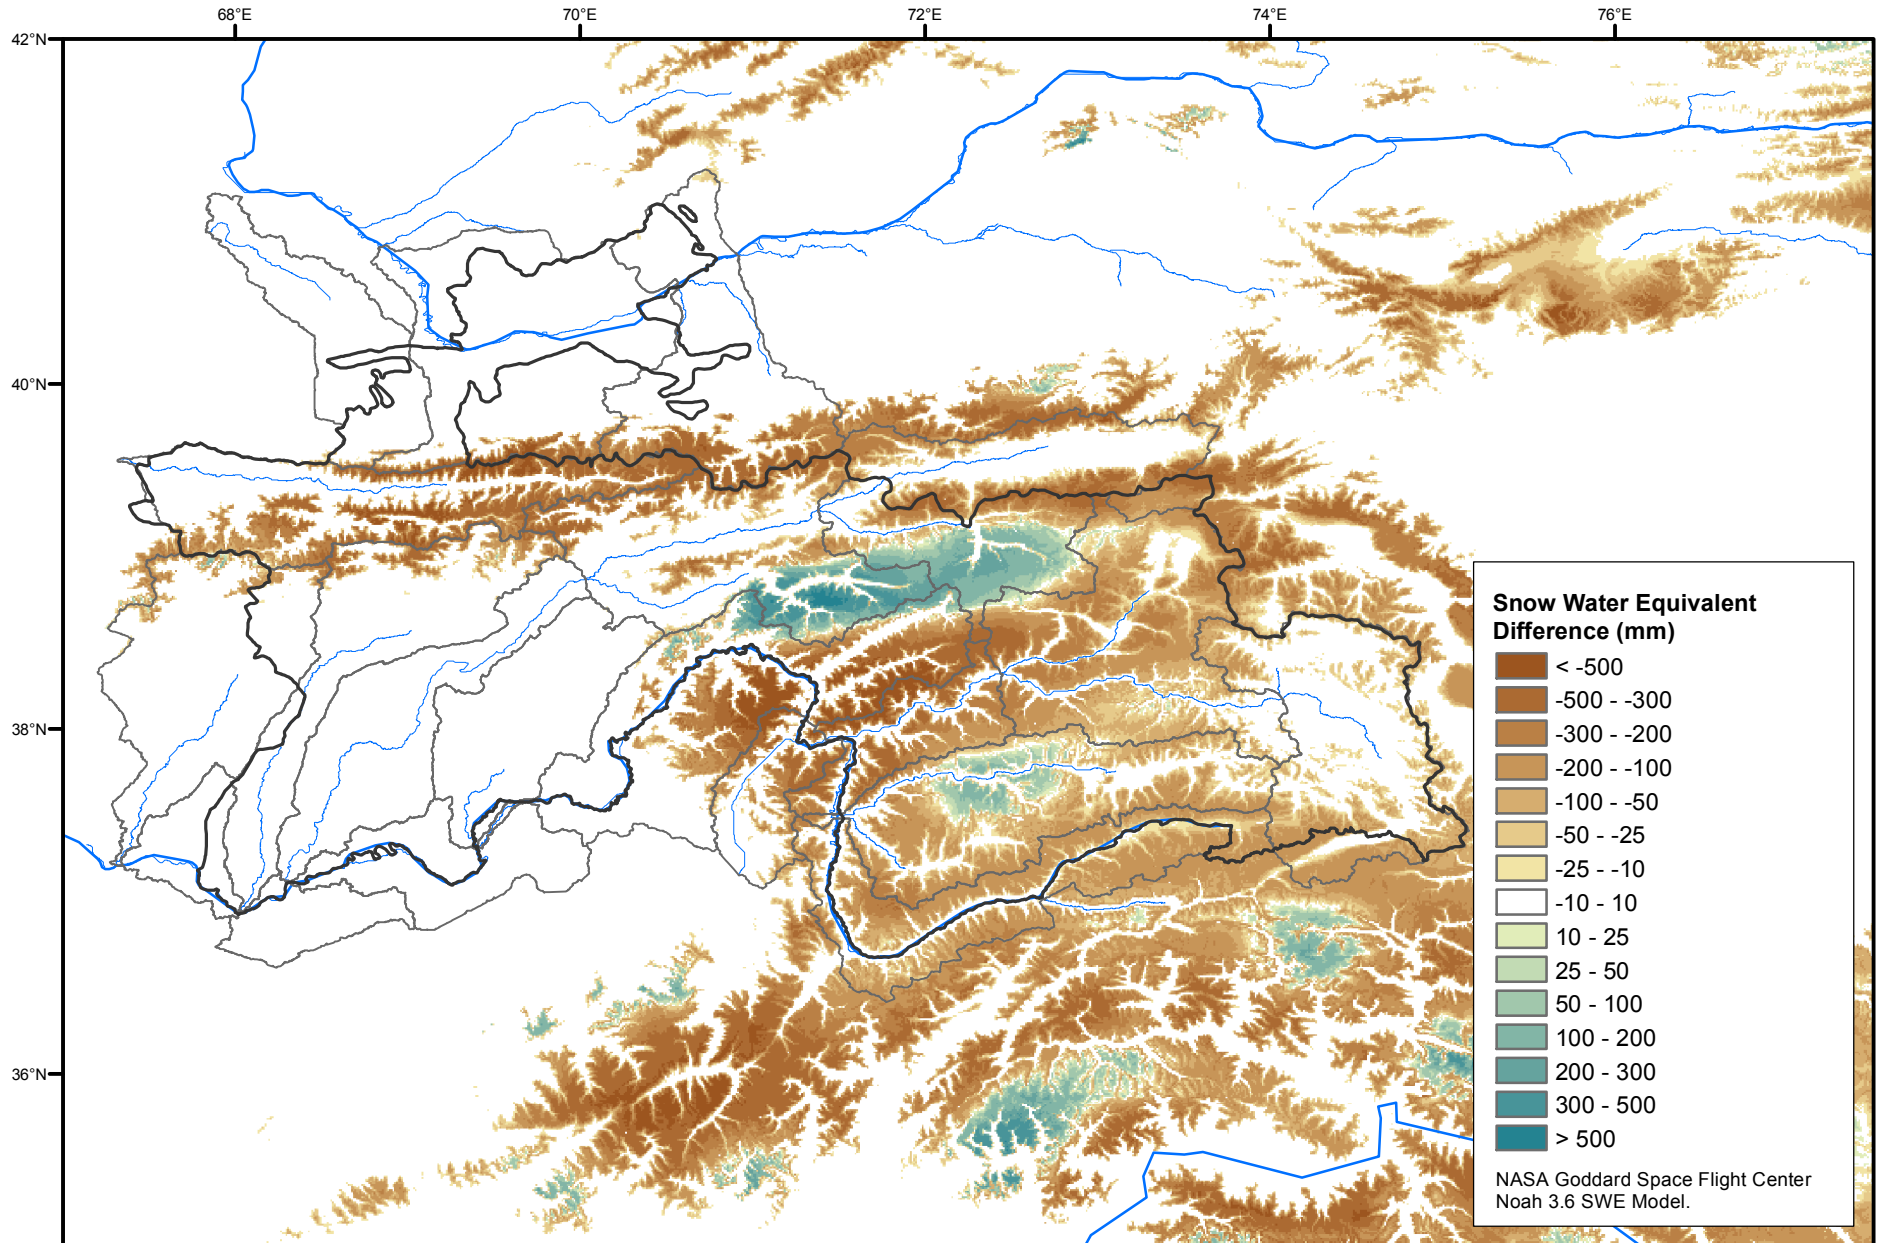 68°E
70°E
72°E
74°E
76°E
42°N
40°N
38°N
36°N
Snow Water Equivalent
Difference (mm)
< -500
-500 - -300
-300 - -200
-200 - -100
-100 - -50
-50 - -25
-25 - -10
-10 - 10
10 - 25
25 - 50
50 - 100
100 - 200
200 - 300
300 - 500
> 500
NASA Goddard Space Flight Center
Noah 3.6 SWE Model.